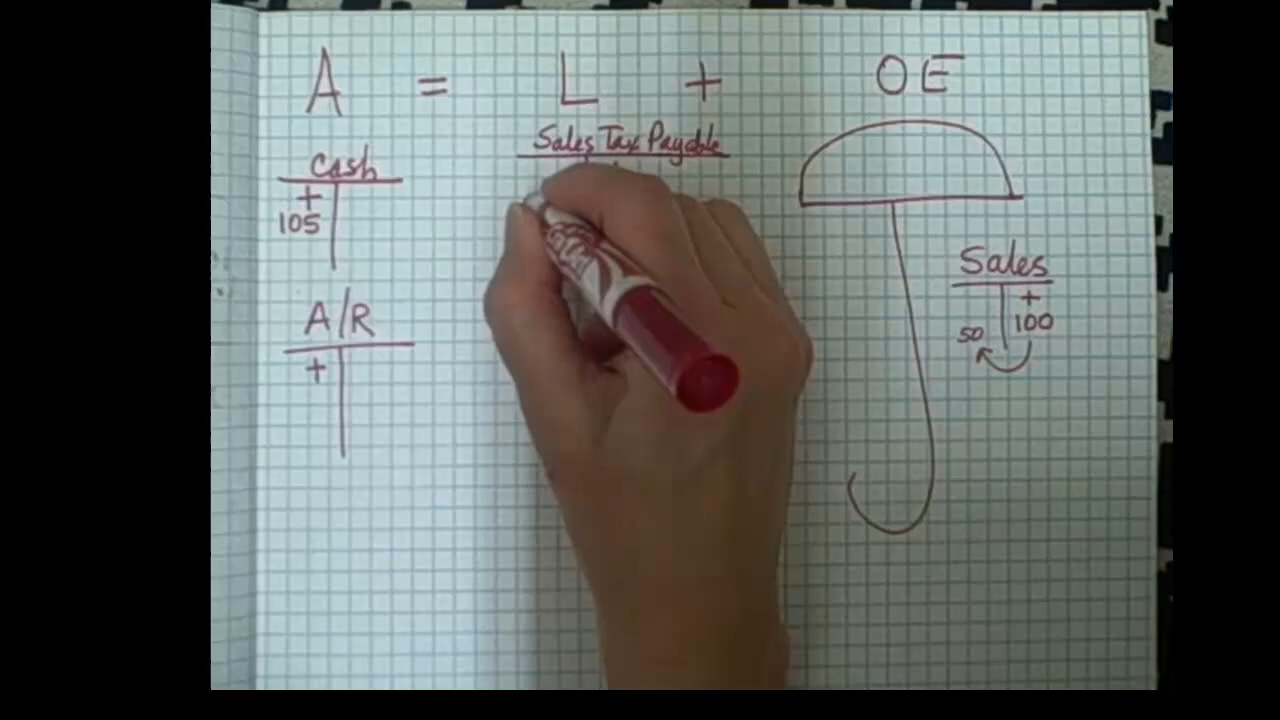 A = L + OE
Sales Tax Payable
Cash
+
105
A/R
+
Sales
+
50 100